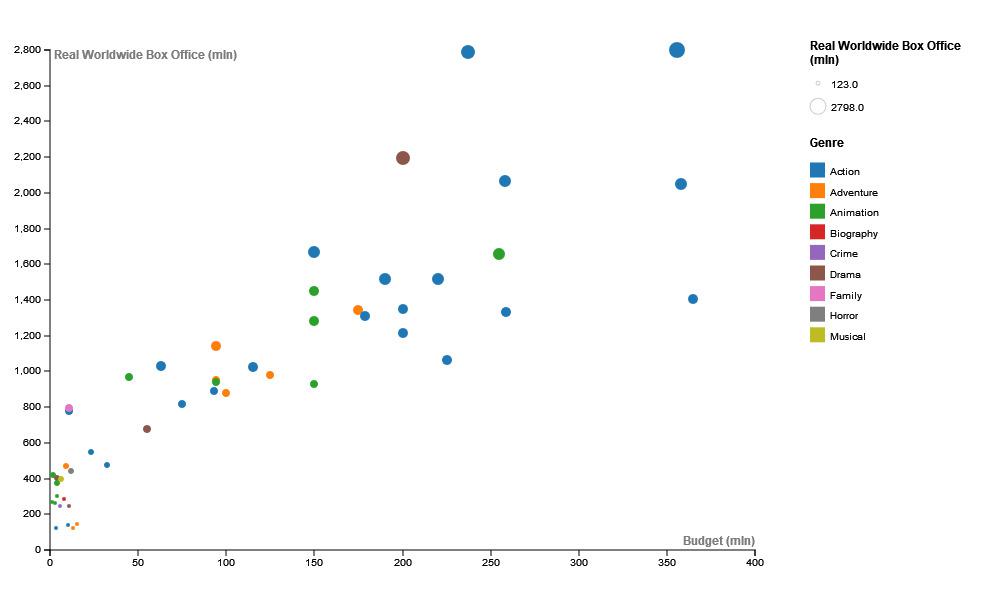 Real Worldwide Box Office (mln)
2,800
2,600
2,400
2,200
2,000
1,800
1,600
1,400
1,200
1,000
800
600
400
200
0
0 50 100 150 200 250 300 350 400
Budget (mln)
Real Worldwide Box Office
(mln)
123.0
2798.0
Genre
Action
Adventure
Animation
Biography
Crime
Drama
Family
Horror
Musical